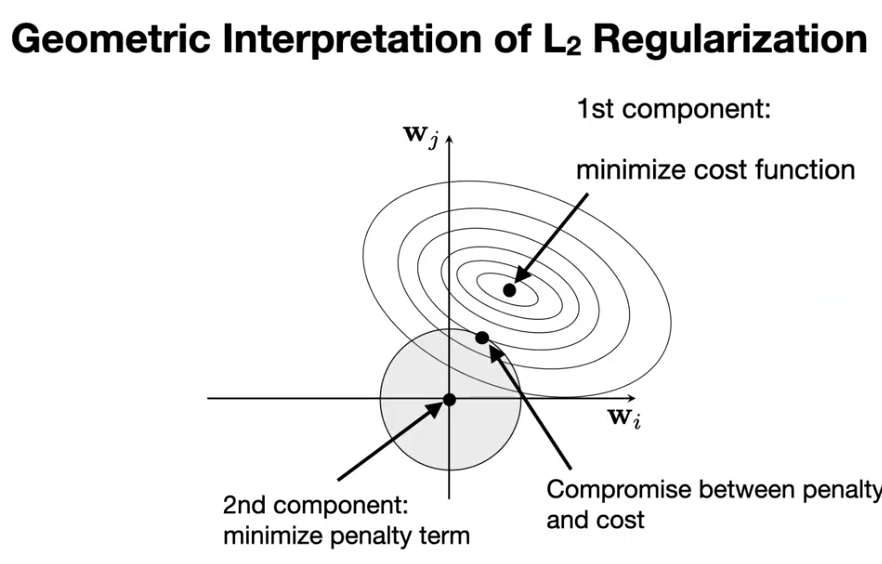 Geometric Interpretation of L₂ Regularization
1st component:
minimize cost function
wⱼ
wᵢ
2nd component:
minimize penalty term
Compromise between penalty
and cost